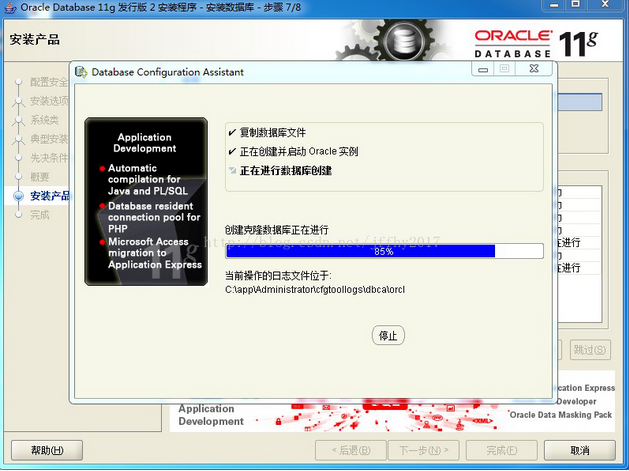 Oracle Database 11g 发行版 2 安装程序 - 安装数据库 - 步骤 7/8
安装产品
ORACLE
DATABASE 11g
配置安全
安装选项
系统类
典型安装
先决条件
概要
安装产品
完成
Database Configuration Assistant
Application
Development
Automatic
compilation for
Java and PL/SQL
Database resident
connection pool for
PHP
Microsoft Access
migration to
Application Express
11g
复制数据库文件
正在创建并启动 Oracle 实例
正在进行数据库创建
创建克隆数据库正在进行
http://blog.csdn.net/jffhy2017
85%
当前操作的日志文件位于:
C:\app\Administrator\cfgtoollogs\dbca\orcl
停止
在进行
在进行
跳过(S)
Application
Development
cation Express
Developer
Oracle Data Masking Pack
<XML>
帮助(H)
< 后退(B)
下一步(N) >
完成(F)
取消